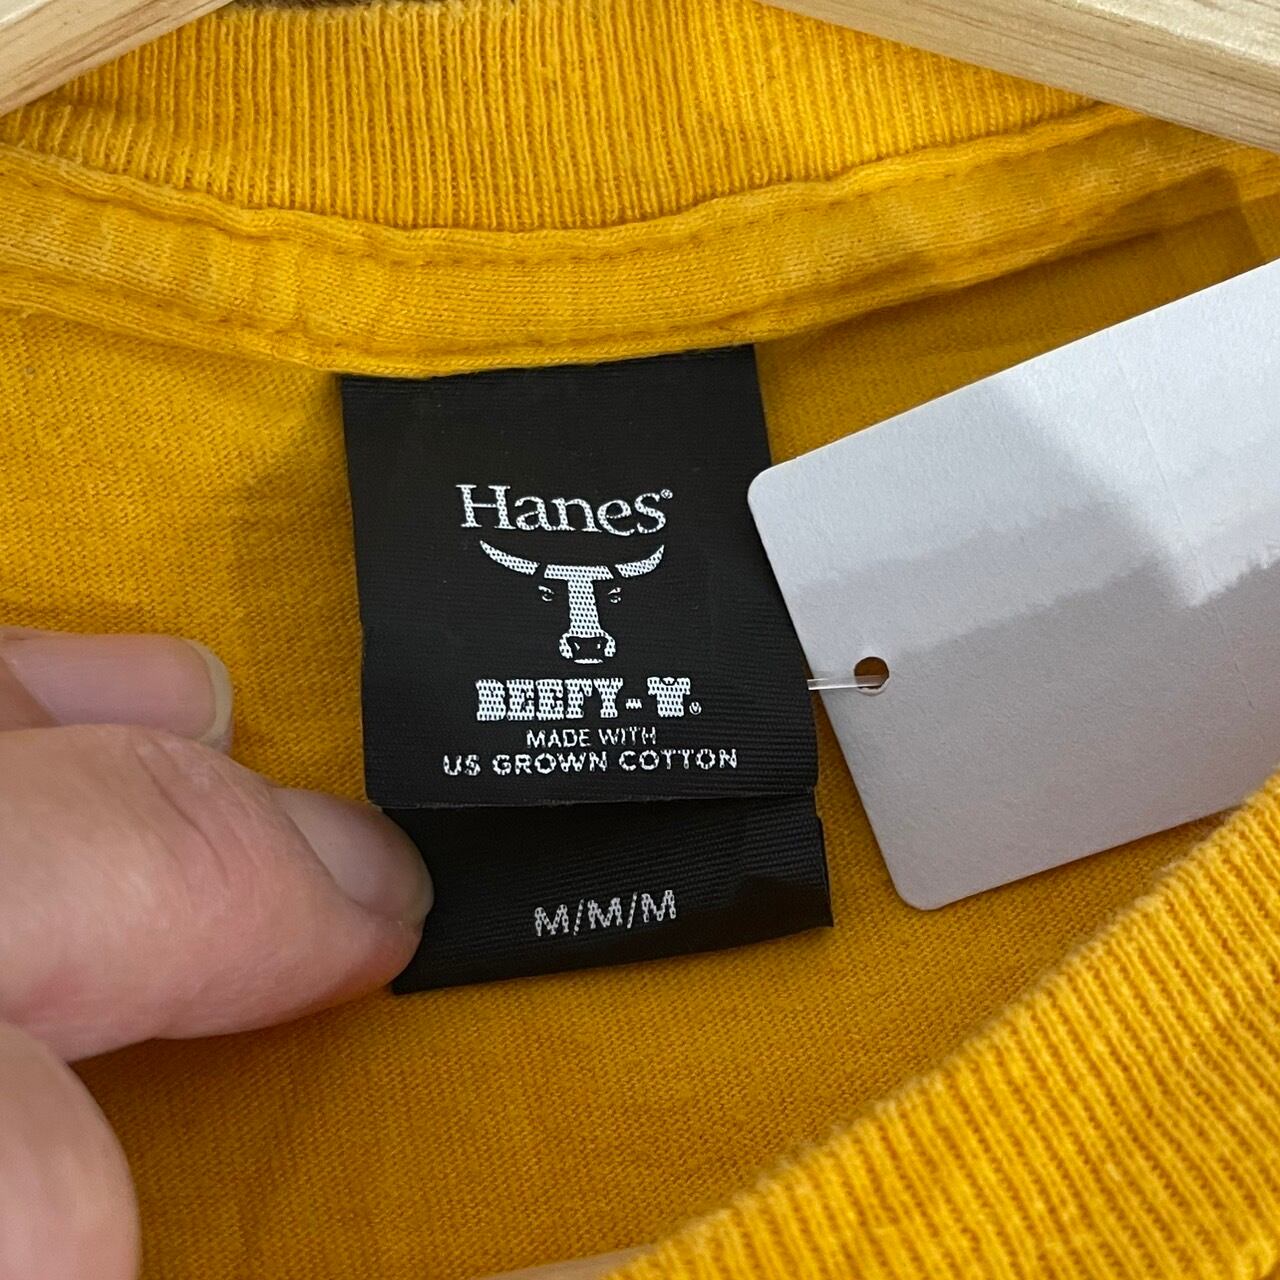 Hanes®
BEEFY-T®
MADE WITH
US GROWN COTTON
M/M/M